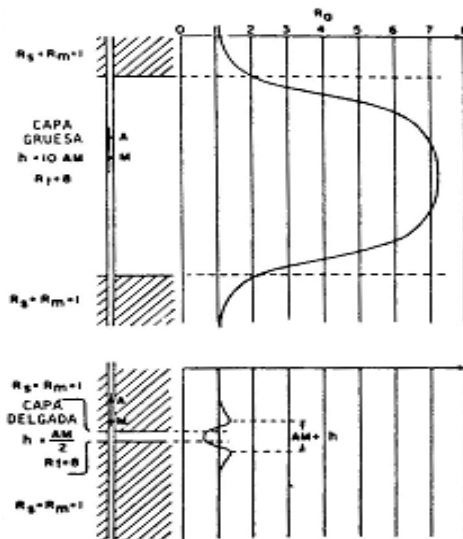 Ra
0 1 2 3 4 5 6 7 8
Rs=Rm=1
CAPA
GRUESA
h=10 AM
Rt=8
A
M
Rs=Rm=1
Rs=Rm=1
CAPA
DELGADA
h = AM/2
Rt=8
A
M
AM+h
Rs=Rm=1